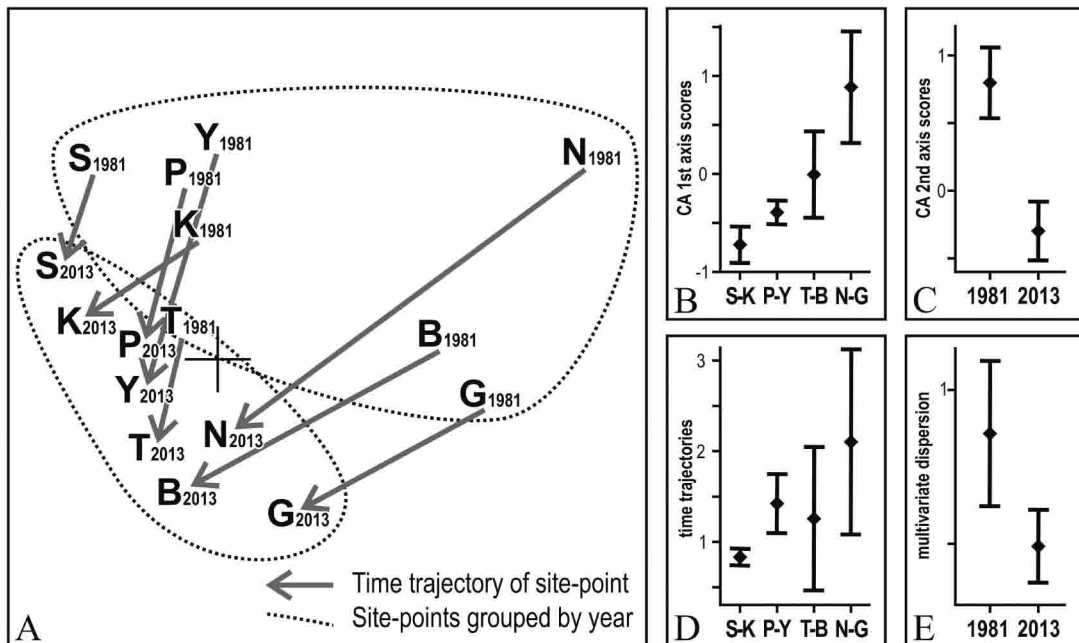 Y1981
S1981
P1981
N1981
K1981
S2013
K2013
T1981
P2013
B1981
Y2013
G1981
T2013
N2013
B2013
G2013
Time trajectory of site-point
Site-points grouped by year
A
CA 1st axis scores
1
0
-1
S-K P-Y T-B N-G
B
CA 2nd axis scores
1
0
1981 2013
C
time trajectories
3
2
1
S-K P-Y T-B N-G
D
multivariate dispersion
1
1981 2013
E